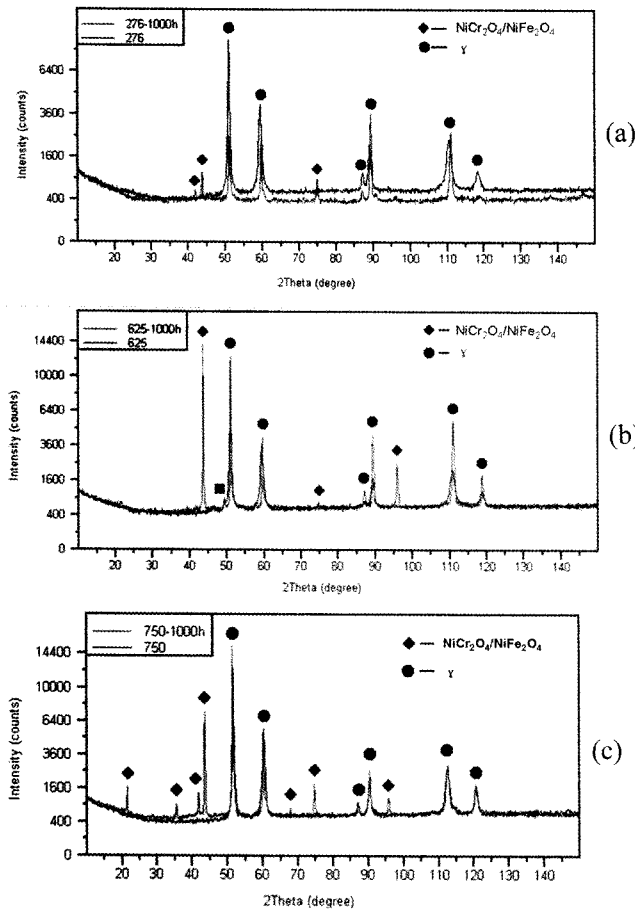 276-1000h
276
◆ — NiCr₂O₄/NiFe₂O₄
● — γ
Intensity (counts)
6400
3600
1600
400
0
20 30 40 50 60 70 80 90 100 110 120 130 140
2Theta (degree)
(a)
625-1000h
625
◆ — NiCr₂O₄/NiFe₂O₄
● — γ
Intensity (counts)
14400
10000
6400
3600
1600
400
0
20 30 40 50 60 70 80 90 100 110 120 130 140
2Theta (degree)
(b)
750-1000h
750
◆ — NiCr₂O₄/NiFe₂O₄
● — γ
Intensity (counts)
14400
10000
6400
3600
1600
400
0
20 30 40 50 60 70 80 90 100 110 120 130 140
2Theta (degree)
(c)